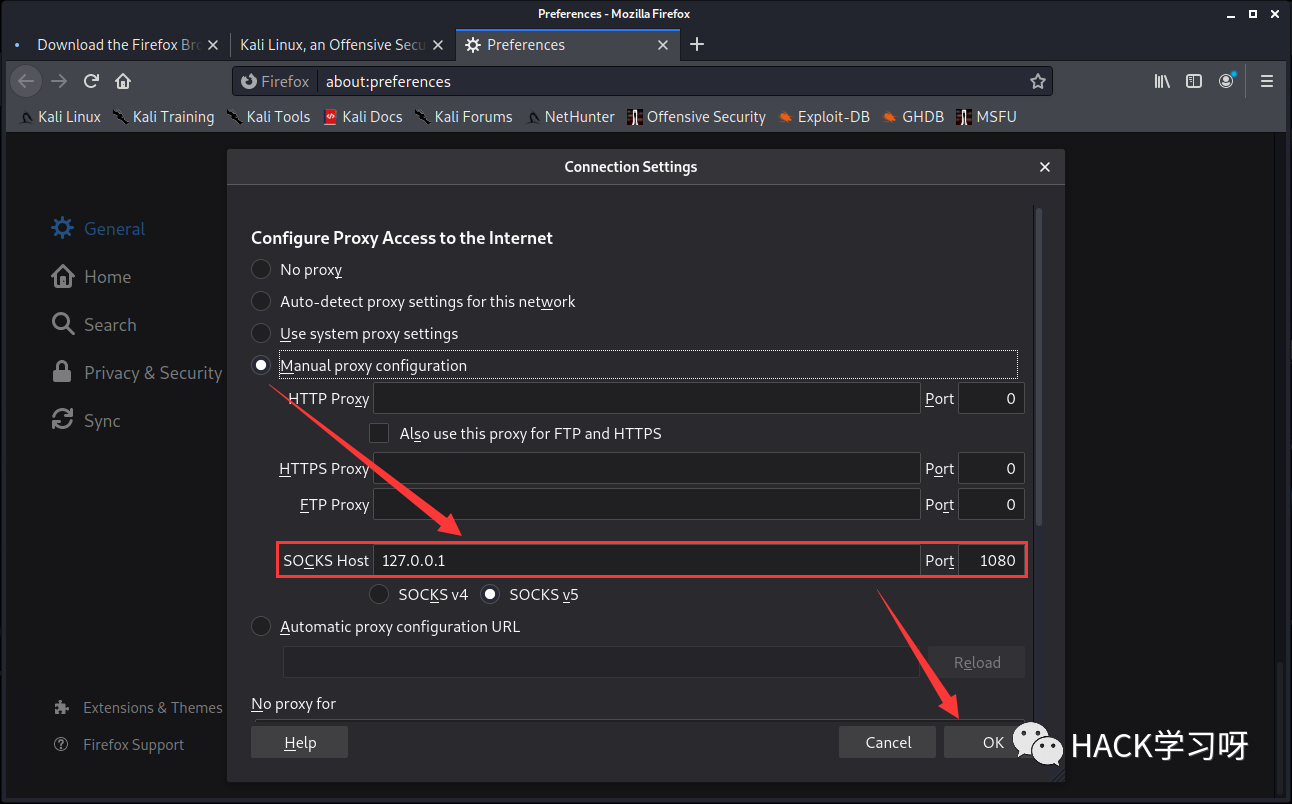 Preferences - Mozilla Firefox
Download the Firefox Bro
Kali Linux, an Offensive Secu
Preferences
Firefox about:preferences
Kali Linux Kali Training Kali Tools Kali Docs Kali Forums NetHunter Offensive Security Exploit-DB GHDB MSFU
Connection Settings
General
Home
Search
Privacy & Security
Sync
Extensions & Themes
Firefox Support
Configure Proxy Access to the Internet
No proxy
Auto-detect proxy settings for this network
Use system proxy settings
Manual proxy configuration
HTTP Proxy Port 0
Also use this proxy for FTP and HTTPS
HTTPS Proxy Port 0
FTP Proxy Port 0
SOCKS Host 127.0.0.1 Port 1080
SOCKS v4 SOCKS v5
Automatic proxy configuration URL
Reload
No proxy for
Help Cancel OK
HACK学习呀